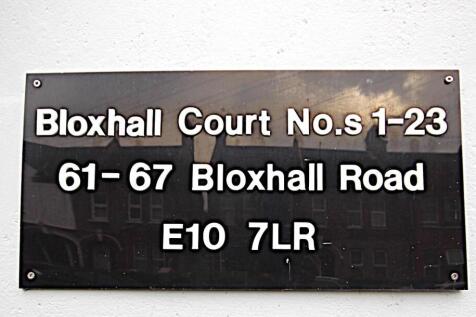 Bloxhall Court No.s 1-23
61-67 Bloxhall Road
E10 7LR